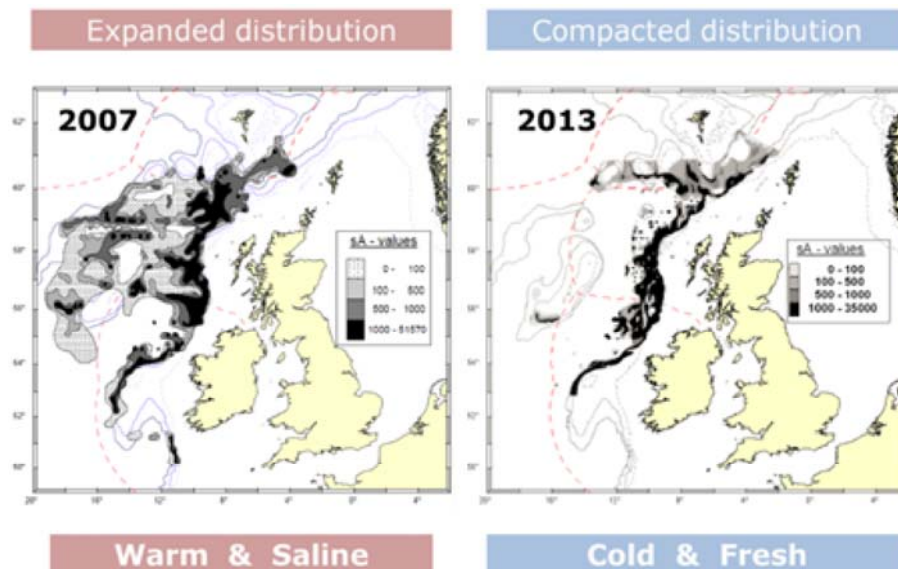 Expanded distribution
Compacted distribution
2007
2013
sA - values
0 - 100
100 - 500
500 - 1000
1000 - 51570
sA - values
0 - 100
100 - 500
500 - 1000
1000 - 35000
Warm & Saline
Cold & Fresh